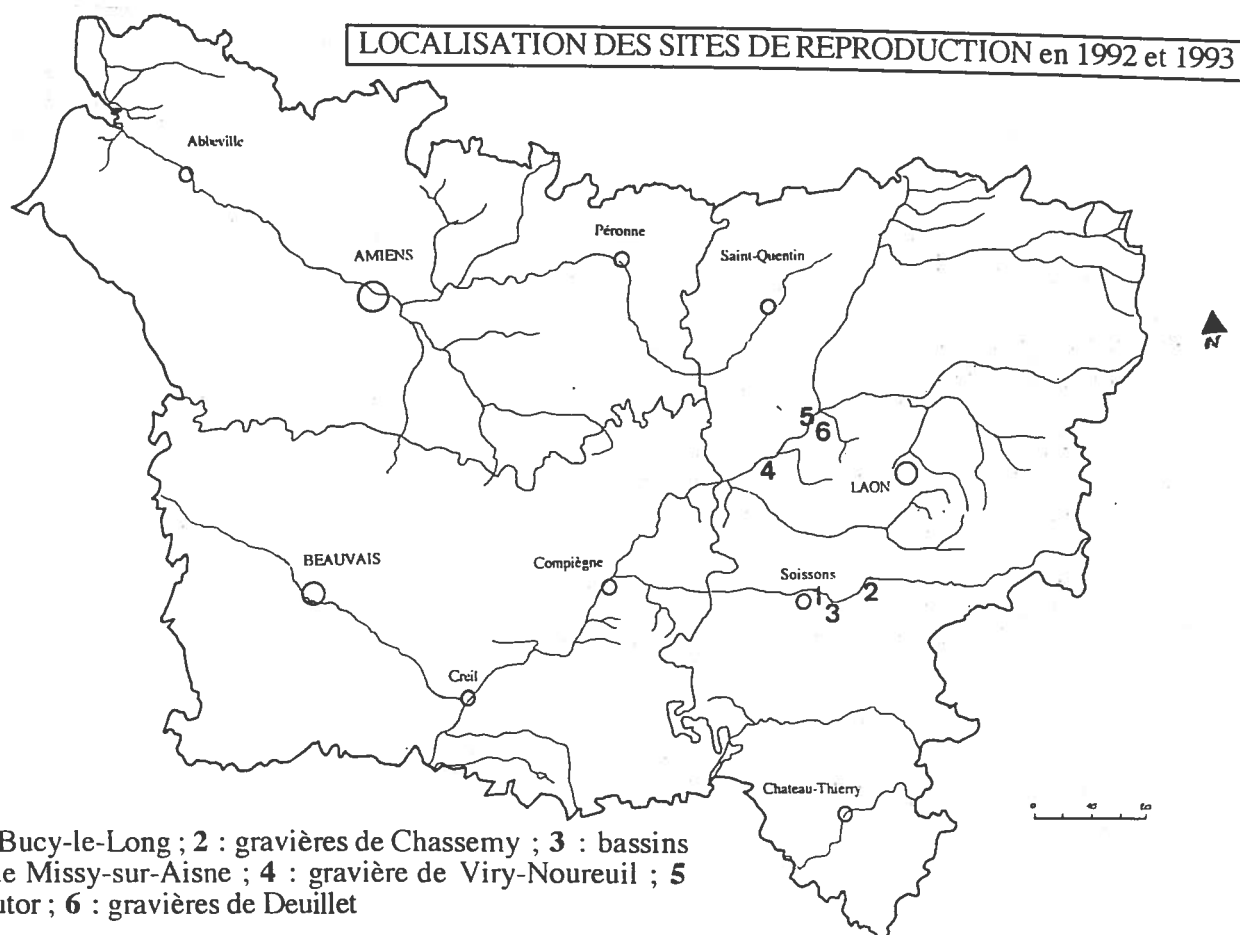 LOCALISATION DES SITES DE REPRODUCTION en 1992 et 1993
Abbeville
AMIENS
Péronne
Saint-Quentin
N
5
6
4
LAON
BEAUVAIS
Compiègne
Soissons
1
2
3
Creil
Chateau-Thierry
0
Bucy-le-Long ; 2 : gravières de Chassemy ; 3 : bassins
Missy-sur-Aisne ; 4 : gravière de Viry-Noureuil ; 5
; 6 : gravières de Deuillet